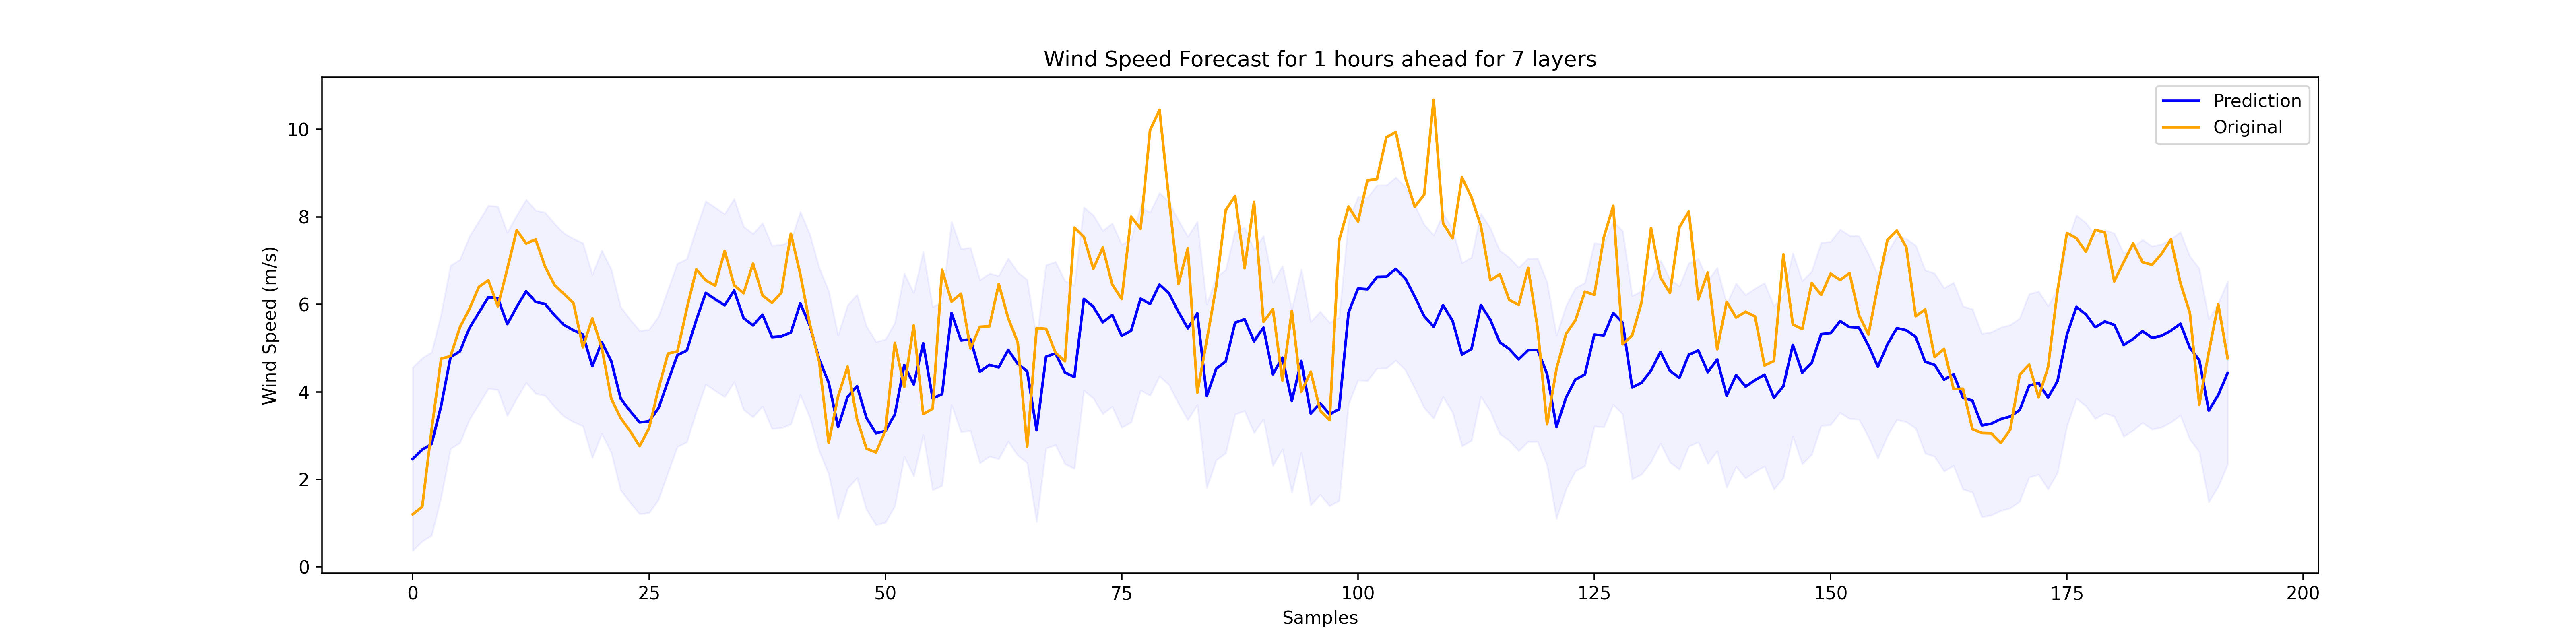 Wind Speed Forecast for 1 hours ahead for 7 layers
Prediction
Original
Wind Speed (m/s)
10
8
6
4
2
0
0 25 50 75 100 125 150 175 200
Samples